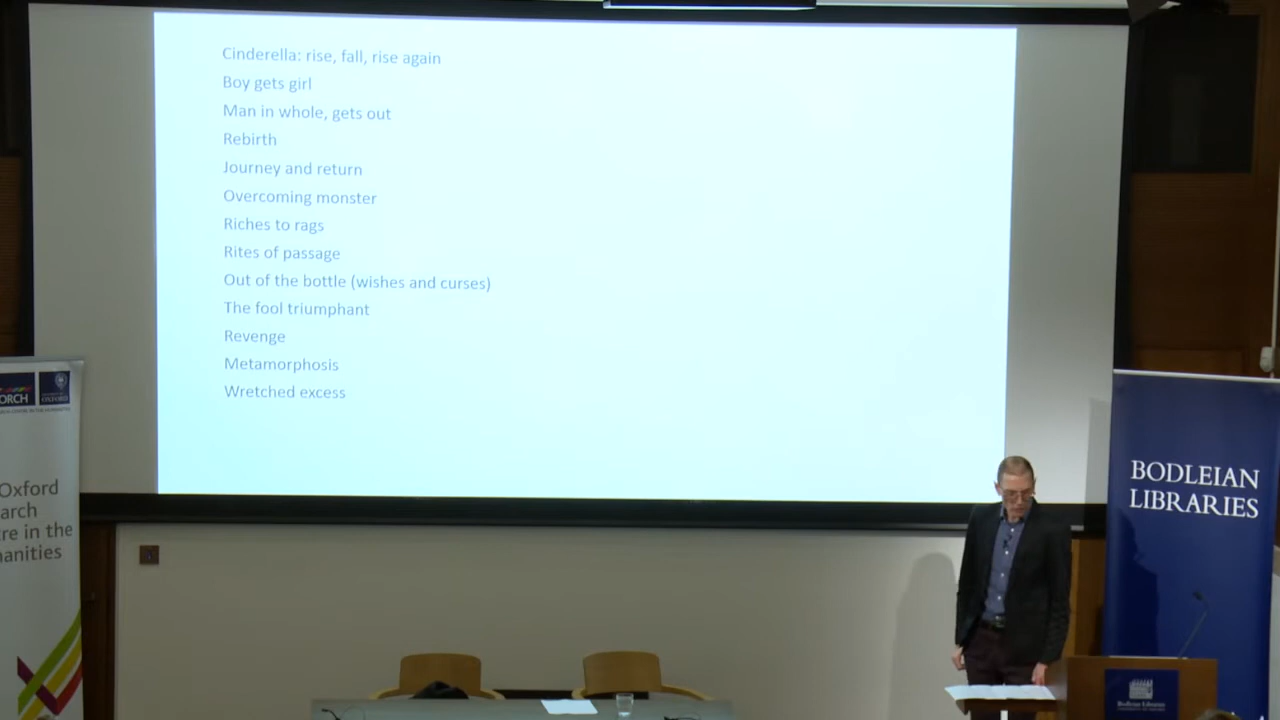 Cinderella: rise, fall, rise again
Boy gets girl
Man in whole, gets out
Rebirth
Journey and return
Overcoming monster
Riches to rags
Rites of passage
Out of the bottle (wishes and curses)
The fool triumphant
Revenge
Metamorphosis
Wretched excess
ORCH
OXFORD
Oxford
arch
re in the
anities
BODLEIAN
LIBRARIES
Bodleian Libraries